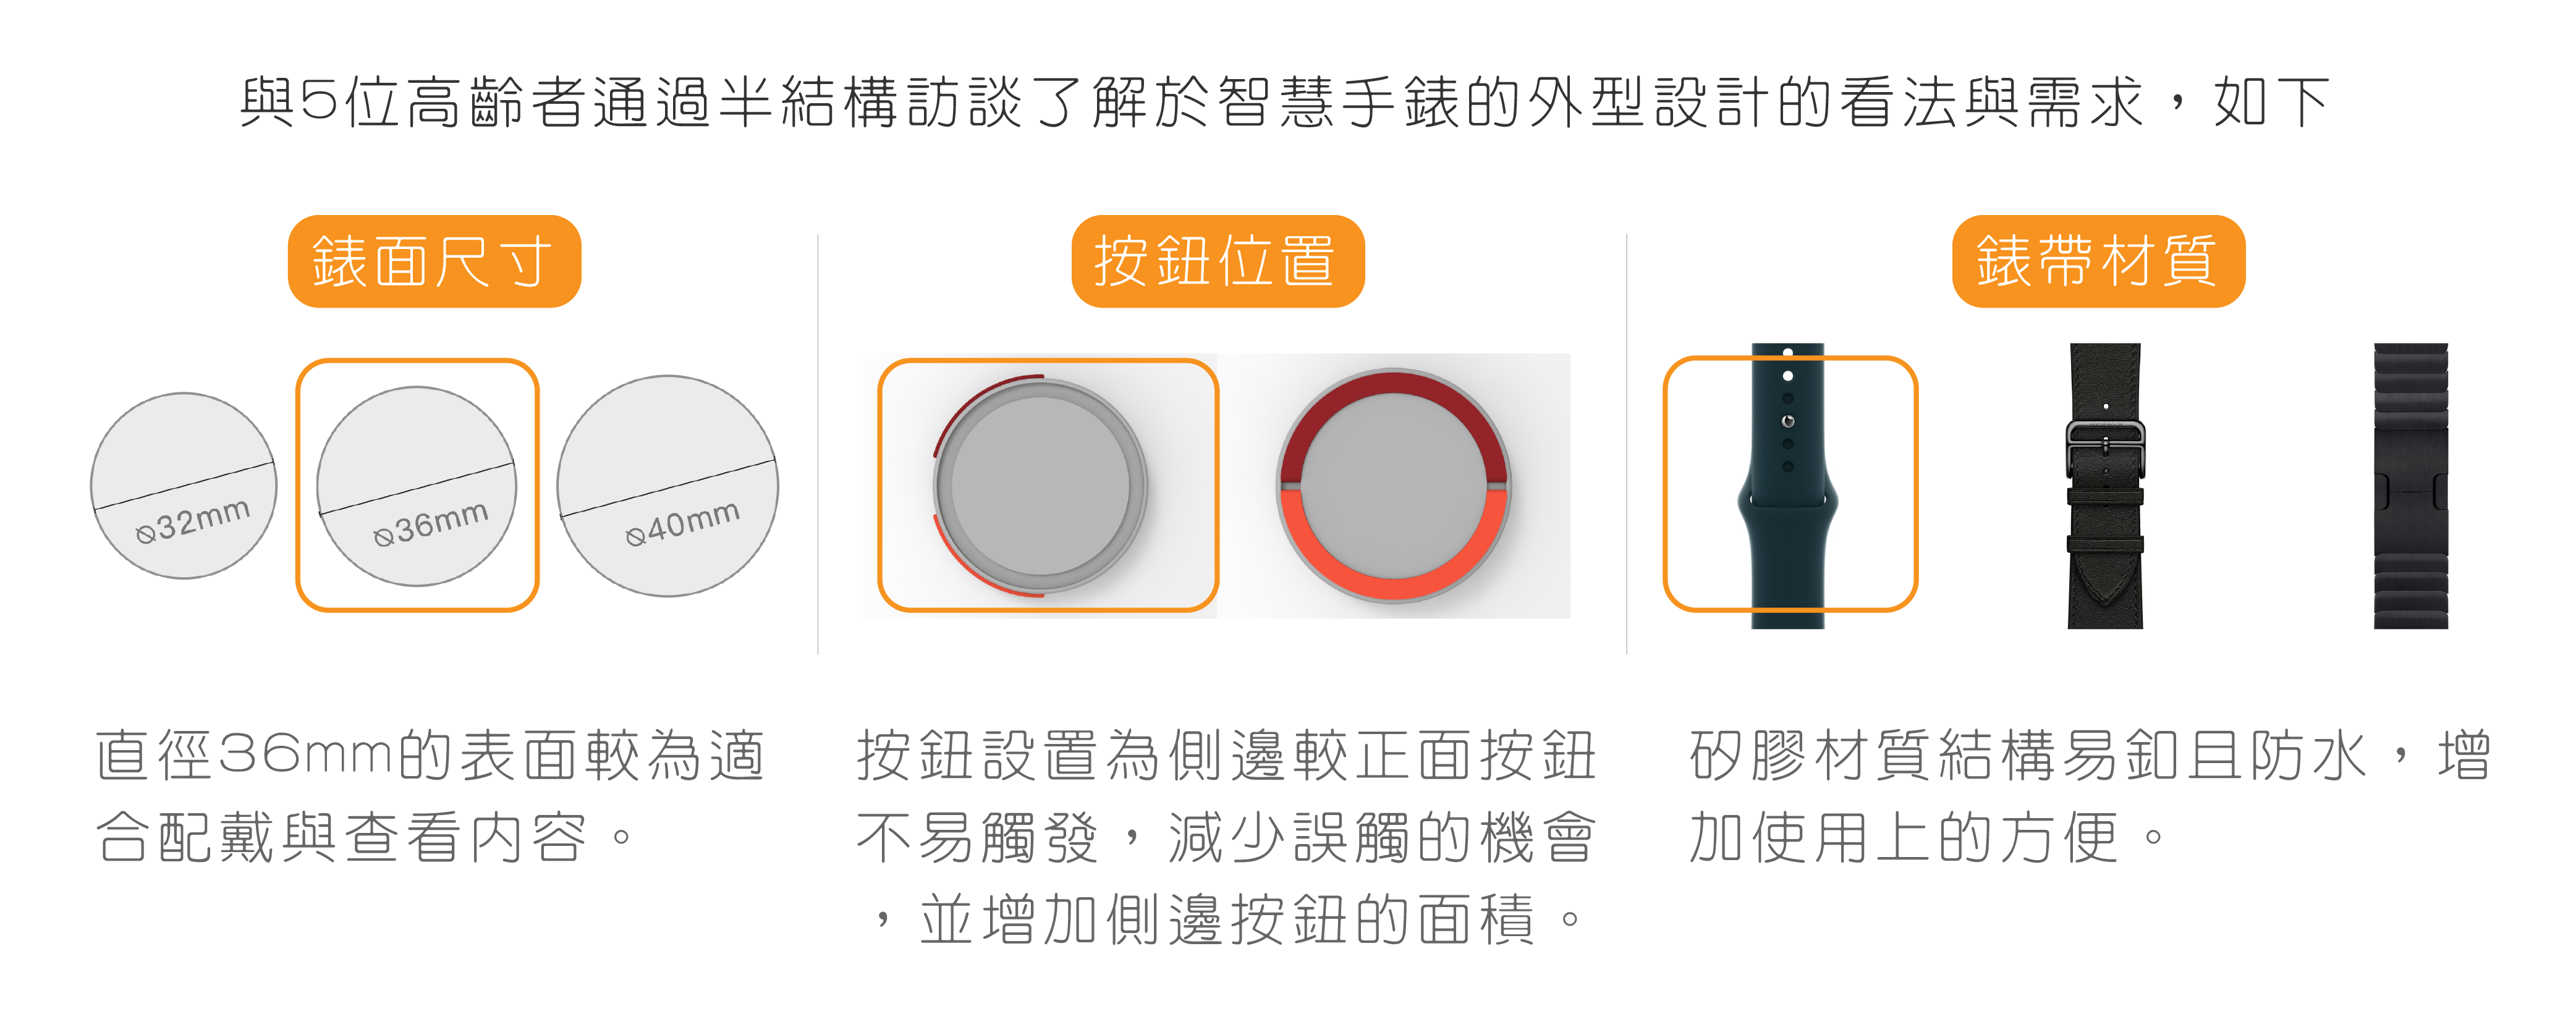 與5位高齡者通過半結構訪談了解於智慧手錶的外型設計的看法與需求，如下
錶面尺寸
⌀32mm
⌀36mm
⌀40mm
直徑36mm的表面較為適
合配戴與查看內容。
按鈕位置
按鈕設置為側邊較正面按鈕
不易觸發，減少誤觸的機會
，並增加側邊按鈕的面積。
錶帶材質
矽膠材質結構易釦且防水，增
加使用上的方便。